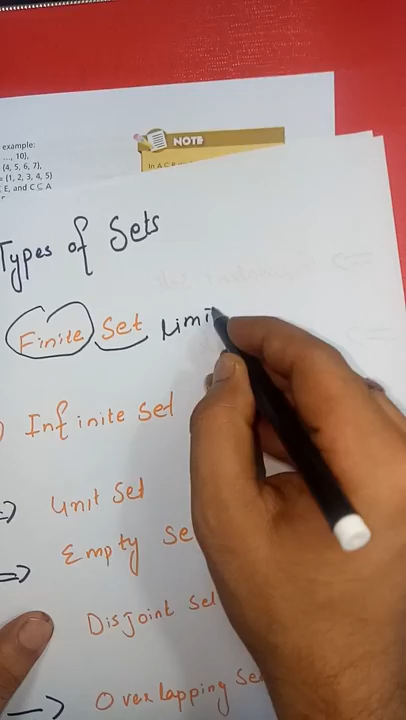 example:
..., 10},
{4, 5, 6, 7},
= {1, 2, 3, 4, 5}
E, and C ⊆ A
NOTE
Types of Sets
Finite Set Limi
Infinite Set
Unit Set
Empty Se
Disjoint Set
Overlapping Se